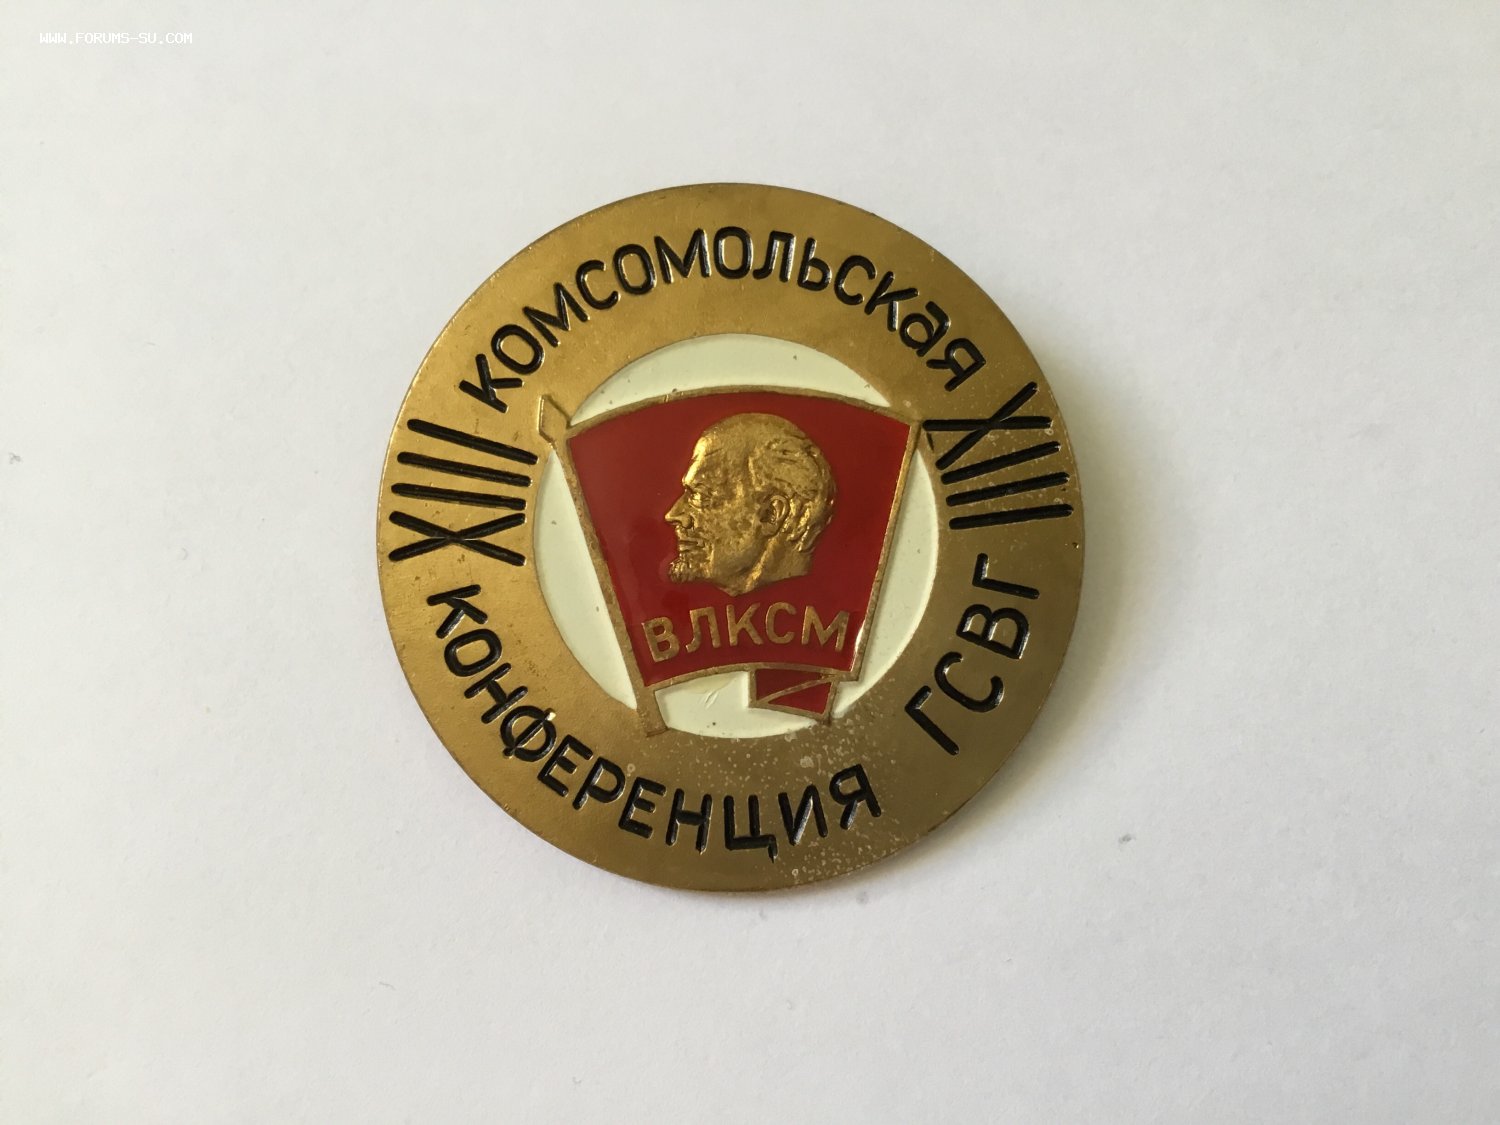 WWW.FORUMS-SU.COM
КОМСОМОЛЬСКАЯ
XIII
XIII
КОНФЕРЕНЦИЯ ГСВГ
ВЛКСМ